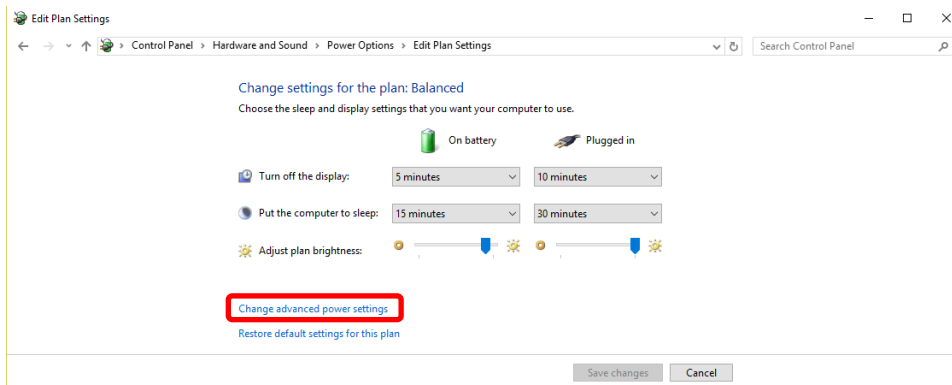 Edit Plan Settings
Control Panel > Hardware and Sound > Power Options > Edit Plan Settings
Search Control Panel
Change settings for the plan: Balanced
Choose the sleep and display settings that you want your computer to use.
On battery Plugged in
Turn off the display: 5 minutes 10 minutes
Put the computer to sleep: 15 minutes 30 minutes
Adjust plan brightness:
Change advanced power settings
Restore default settings for this plan
Save changes Cancel